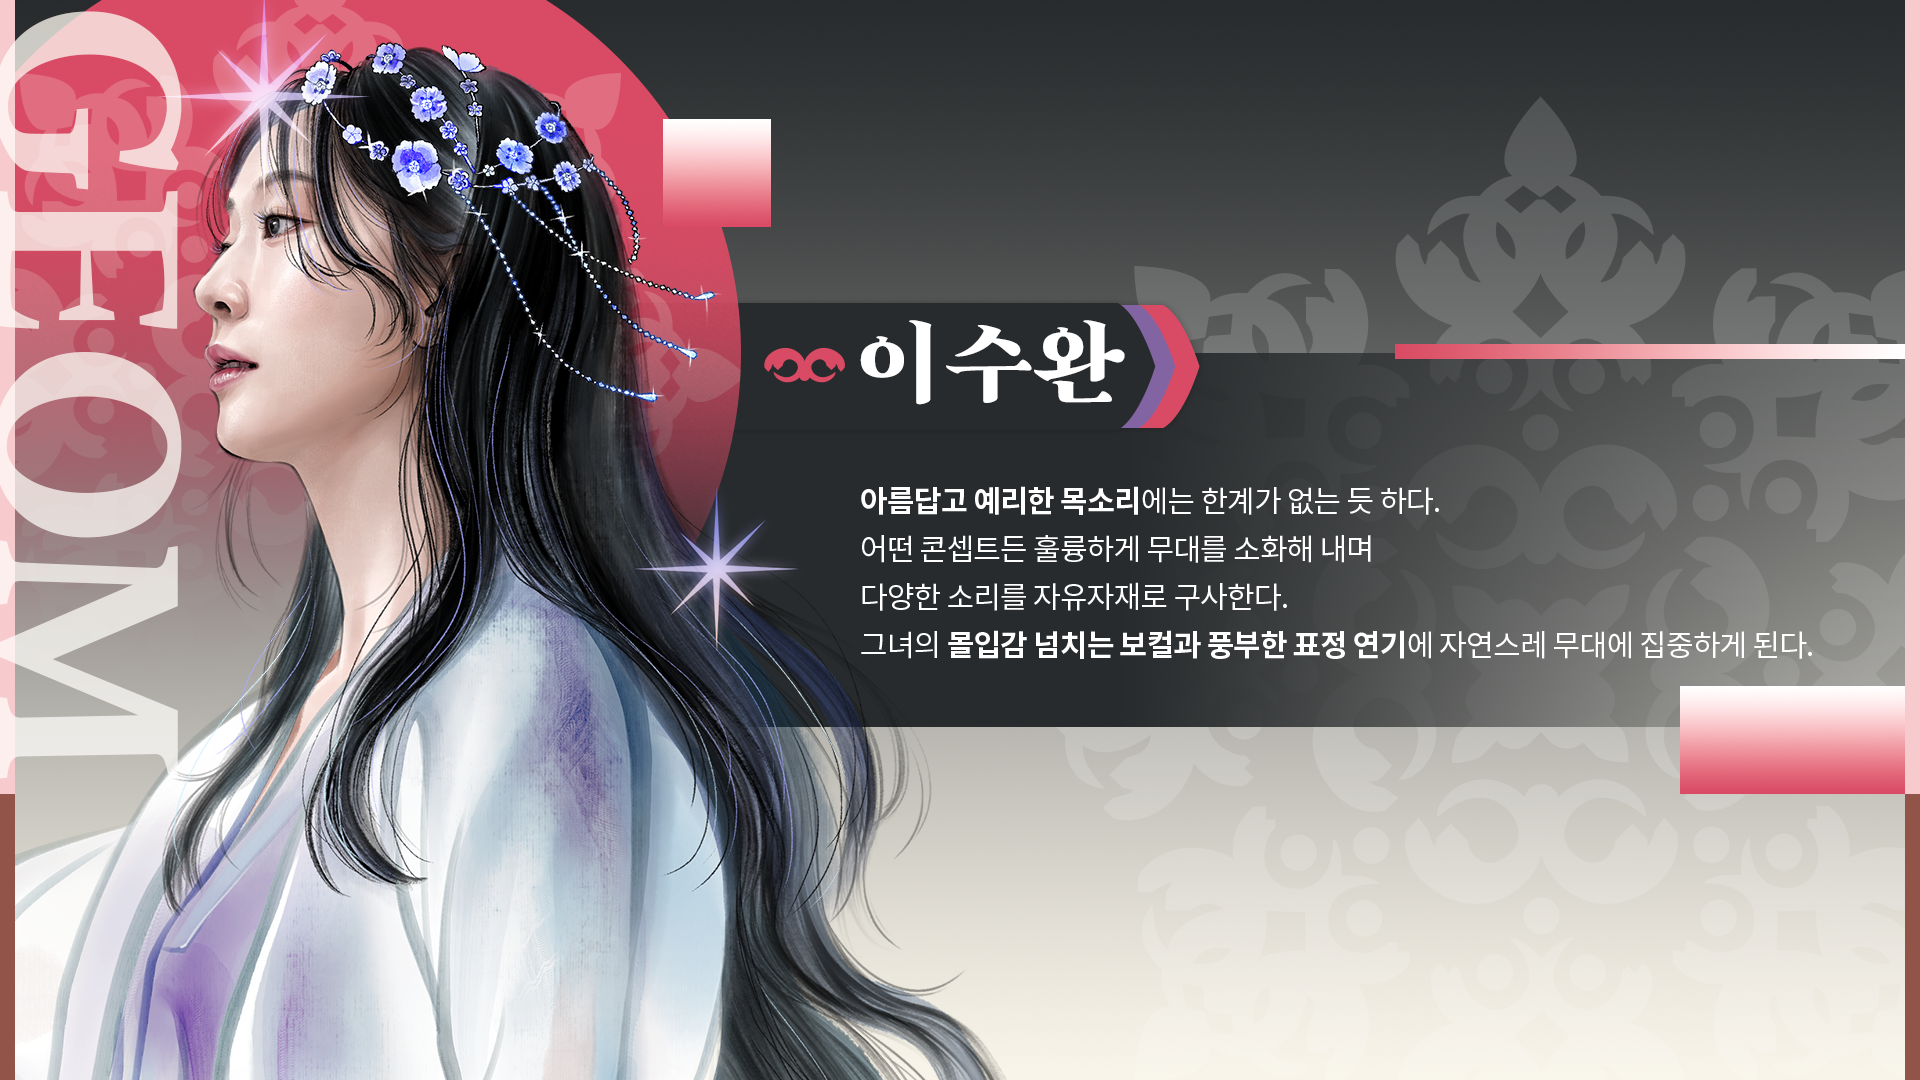 GEOM
이수완
아름답고 예리한 목소리에는 한계가 없는 듯 하다.
어떤 콘셉트든 훌륭하게 무대를 소화해 내며
다양한 소리를 자유자재로 구사한다.
그녀의 몰입감 넘치는 보컬과 풍부한 표정 연기에 자연스레 무대에 집중하게 된다.